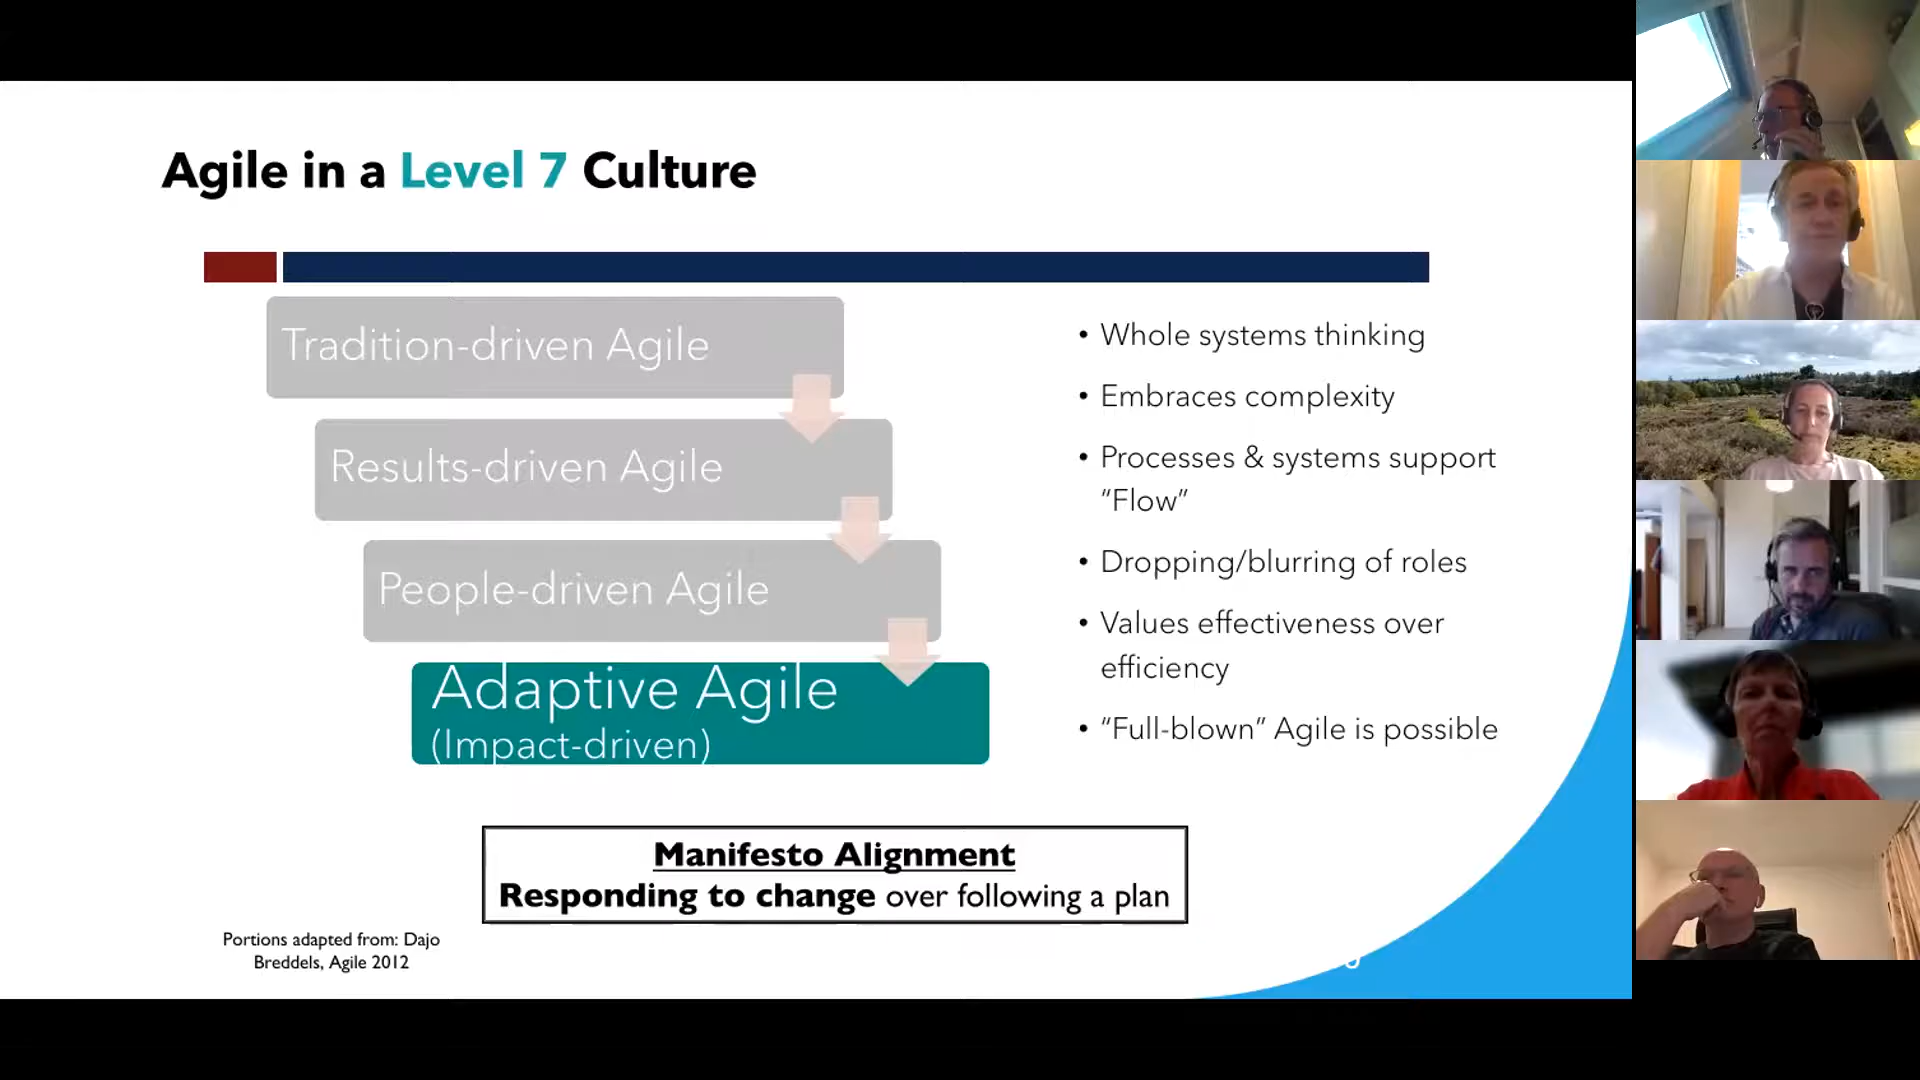 Agile in a Level 7 Culture
Tradition-driven Agile
Results-driven Agile
People-driven Agile
Adaptive Agile
(Impact-driven)
• Whole systems thinking
• Embraces complexity
• Processes & systems support
“Flow”
• Dropping/blurring of roles
• Values effectiveness over
efficiency
• “Full-blown” Agile is possible
Manifesto Alignment
Responding to change over following a plan
Portions adapted from: Dajo
Breddels, Agile 2012